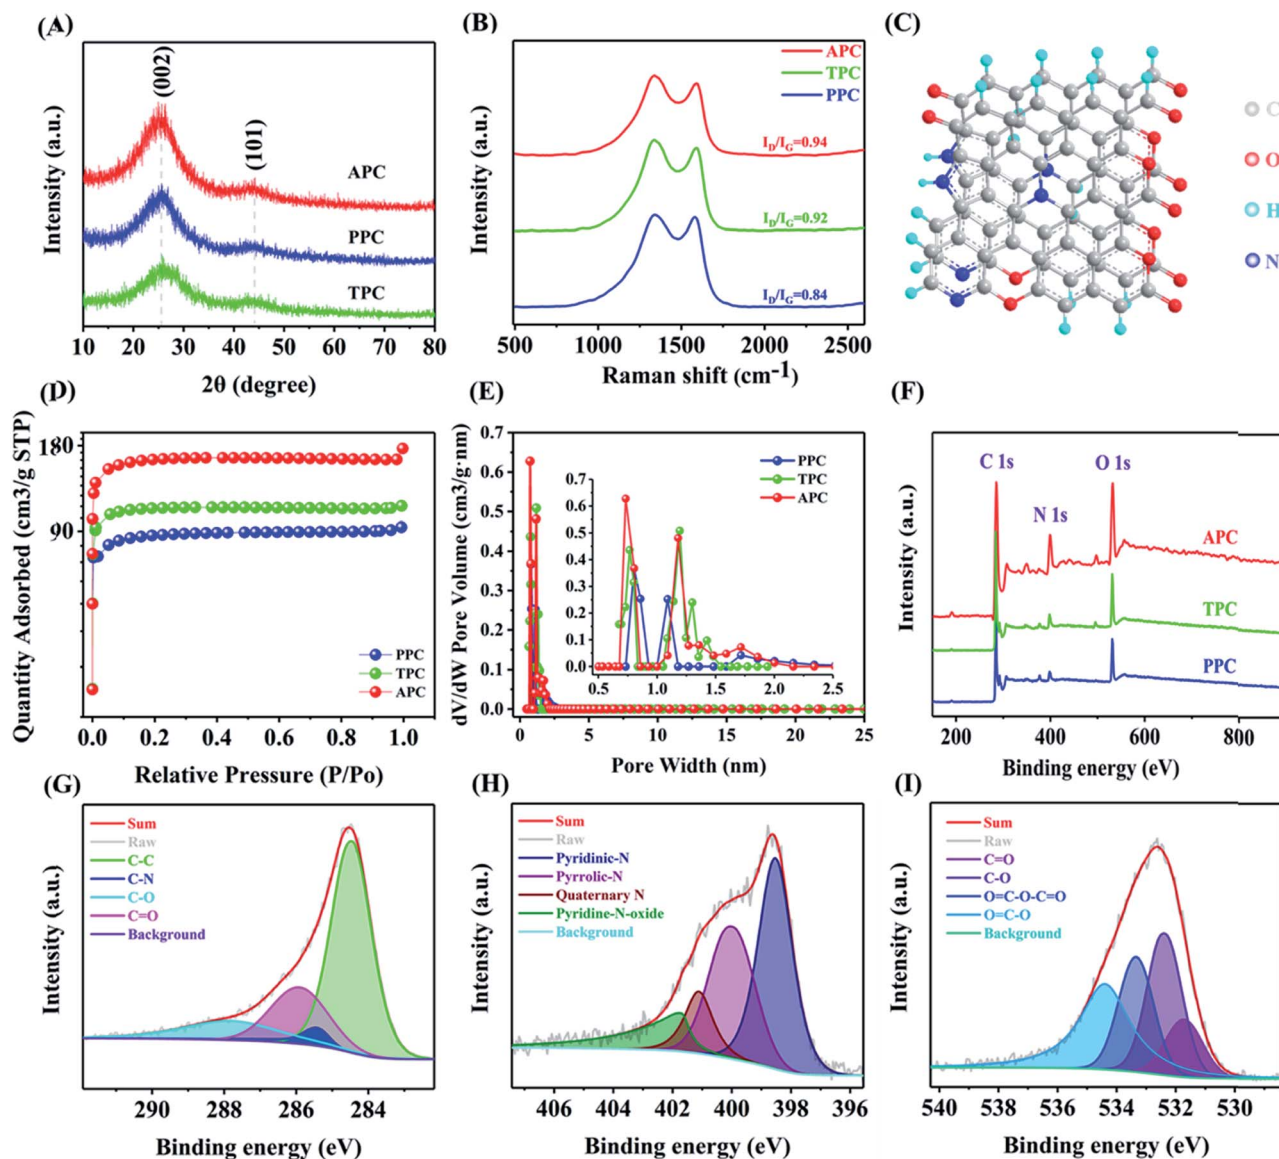 (A)
(002)
(101)
APC
PPC
TPC
Intensity (a.u.)
10 20 30 40 50 60 70 80
2θ (degree)
(B)
APC
TPC
PPC
I_D/I_G=0.94
I_D/I_G=0.92
I_D/I_G=0.84
Intensity (a.u.)
500 1000 1500 2000 2500
Raman shift (cm-1)
(C)
C
O
H
N
(D)
180
90
Quantity Adsorbed (cm3/g STP)
PPC
TPC
APC
0.0 0.2 0.4 0.6 0.8 1.0
Relative Pressure (P/Po)
(E)
0.7
0.6
0.5
0.4
0.3
0.2
0.1
0.0
dV/dW Pore Volume (cm3/g·nm)
PPC
TPC
APC
0.7
0.6
0.5
0.4
0.3
0.2
0.1
0.0
0.5 1.0 1.5 2.0 2.5
0 5 10 15 20 25
Pore Width (nm)
(F)
C 1s
N 1s
O 1s
APC
TPC
PPC
Intensity (a.u.)
200 400 600 800
Binding energy (eV)
(G)
Sum
Raw
C-C
C-N
C-O
C=O
Background
Intensity (a.u.)
290 288 286 284
Binding energy (eV)
(H)
Sum
Raw
Pyridinic-N
Pyrrolic-N
Quaternary N
Pyridine-N-oxide
Background
Intensity (a.u.)
406 404 402 400 398 396
Binding energy (eV)
(I)
Sum
Raw
C=O
C-O
O=C-O-C=O
O=C-O
Background
Intensity (a.u.)
540 538 536 534 532 530
Binding energy (eV)